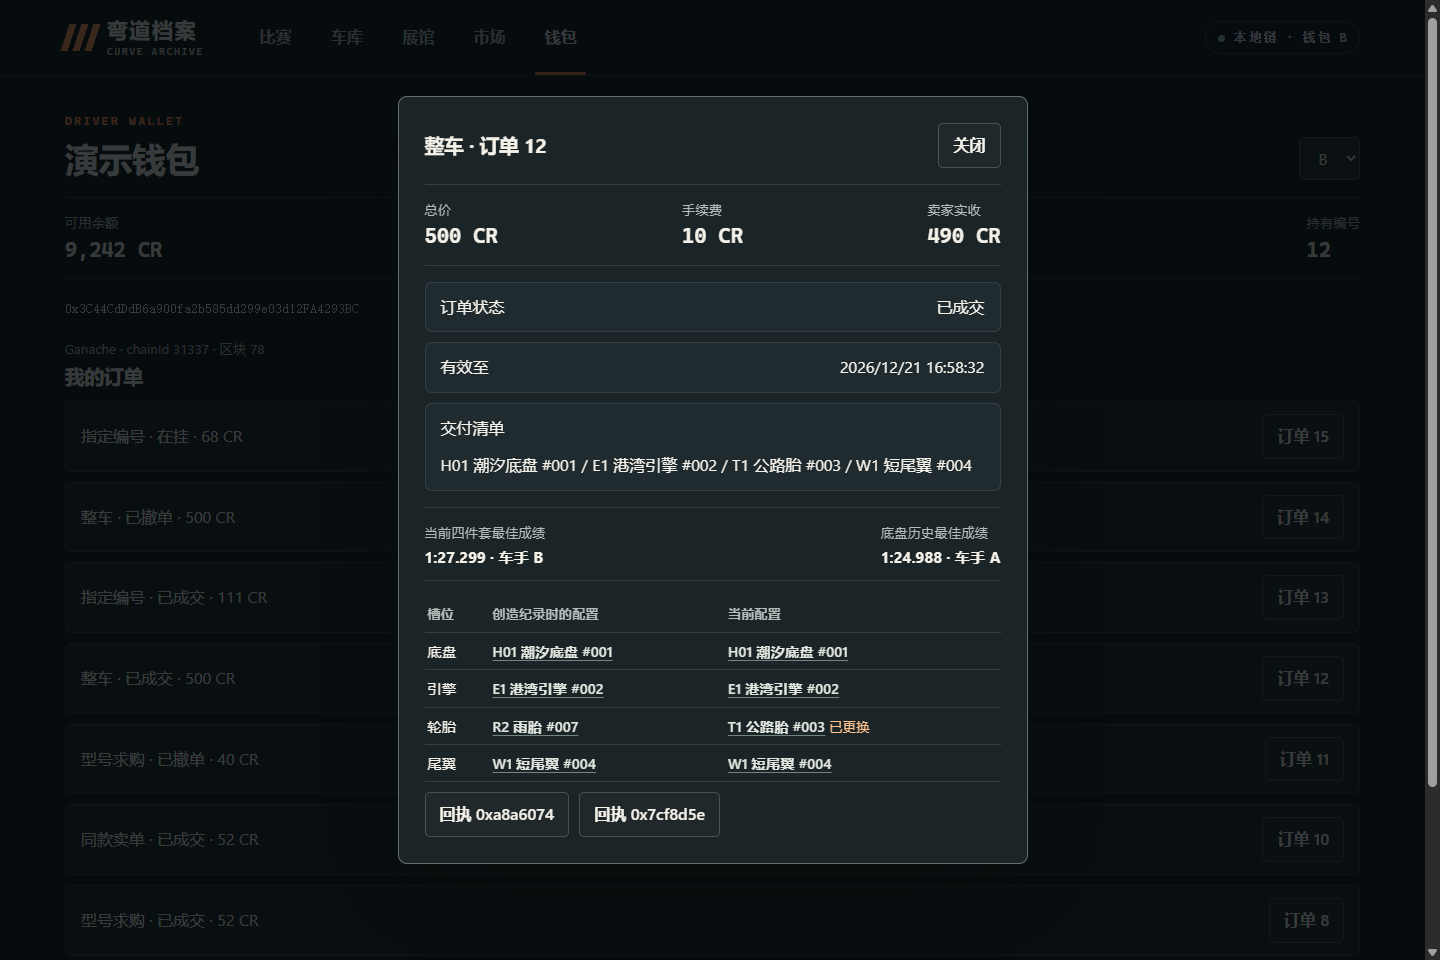 弯道档案
CURVE ARCHIVE
比赛 车库 展馆 市场 钱包
本地链 · 钱包 B
DRIVER WALLET
演示钱包
B
可用余额
9,242 CR
持有编号
12
0x3C44CdDdB6a900fa2b585dd299e03d12FA4293BC
Ganache · chainId 31337 · 区块 78
我的订单
指定编号 · 在挂 · 68 CR 订单 15
整车 · 已撤单 · 500 CR 订单 14
指定编号 · 已成交 · 111 CR 订单 13
整车 · 已成交 · 500 CR 订单 12
型号求购 · 已撤单 · 40 CR 订单 11
同款卖单 · 已成交 · 52 CR 订单 10
型号求购 · 已成交 · 52 CR 订单 8
整车 · 订单 12 关闭
总价 手续费 卖家实收
500 CR 10 CR 490 CR
订单状态 已成交
有效至 2026/12/21 16:58:32
交付清单
H01 潮汐底盘 #001 / E1 港湾引擎 #002 / T1 公路胎 #003 / W1 短尾翼 #004
当前四件套最佳成绩 底盘历史最佳成绩
1:27.299 · 车手 B 1:24.988 · 车手 A
槽位 创造纪录时的配置 当前配置
底盘 H01 潮汐底盘 #001 H01 潮汐底盘 #001
引擎 E1 港湾引擎 #002 E1 港湾引擎 #002
轮胎 R2 雨胎 #007 T1 公路胎 #003 已更换
尾翼 W1 短尾翼 #004 W1 短尾翼 #004
回执 0xa8a6074 回执 0x7cf8d5e